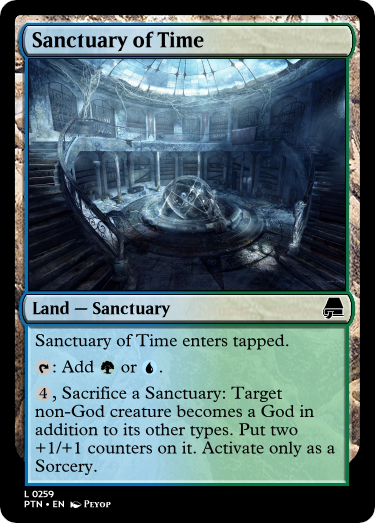 Sanctuary of Time
Land — Sanctuary
Sanctuary of Time enters tapped.
: Add or .
4, Sacrifice a Sanctuary: Target
non-God creature becomes a God in
addition to its other types. Put two
+1/+1 counters on it. Activate only as a
Sorcery.
L 0259
PTN • EN Peyop